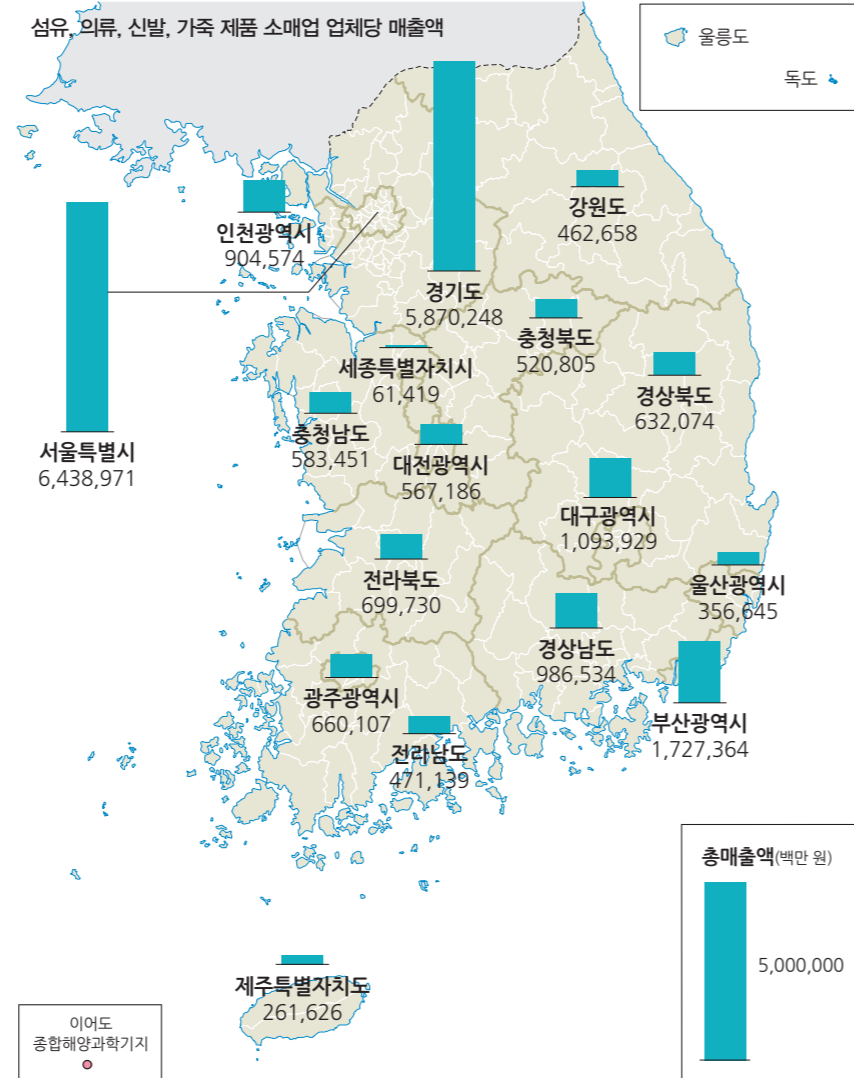 섬유, 의류, 신발, 가죽 제품 소매업 업체당 매출액
울릉도
독도
인천광역시
904,574
강원도
462,658
경기도
5,870,248
충청북도
520,805
세종특별자치시
61,419
경상북도
632,074
충청남도
583,451
서울특별시
6,438,971
대전광역시
567,186
대구광역시
1,093,929
전라북도
699,730
울산광역시
356,645
경상남도
986,534
광주광역시
660,107
부산광역시
1,727,364
전라남도
471,139
총매출액(백만 원)
5,000,000
제주특별자치도
261,626
이어도
종합해양과학기지